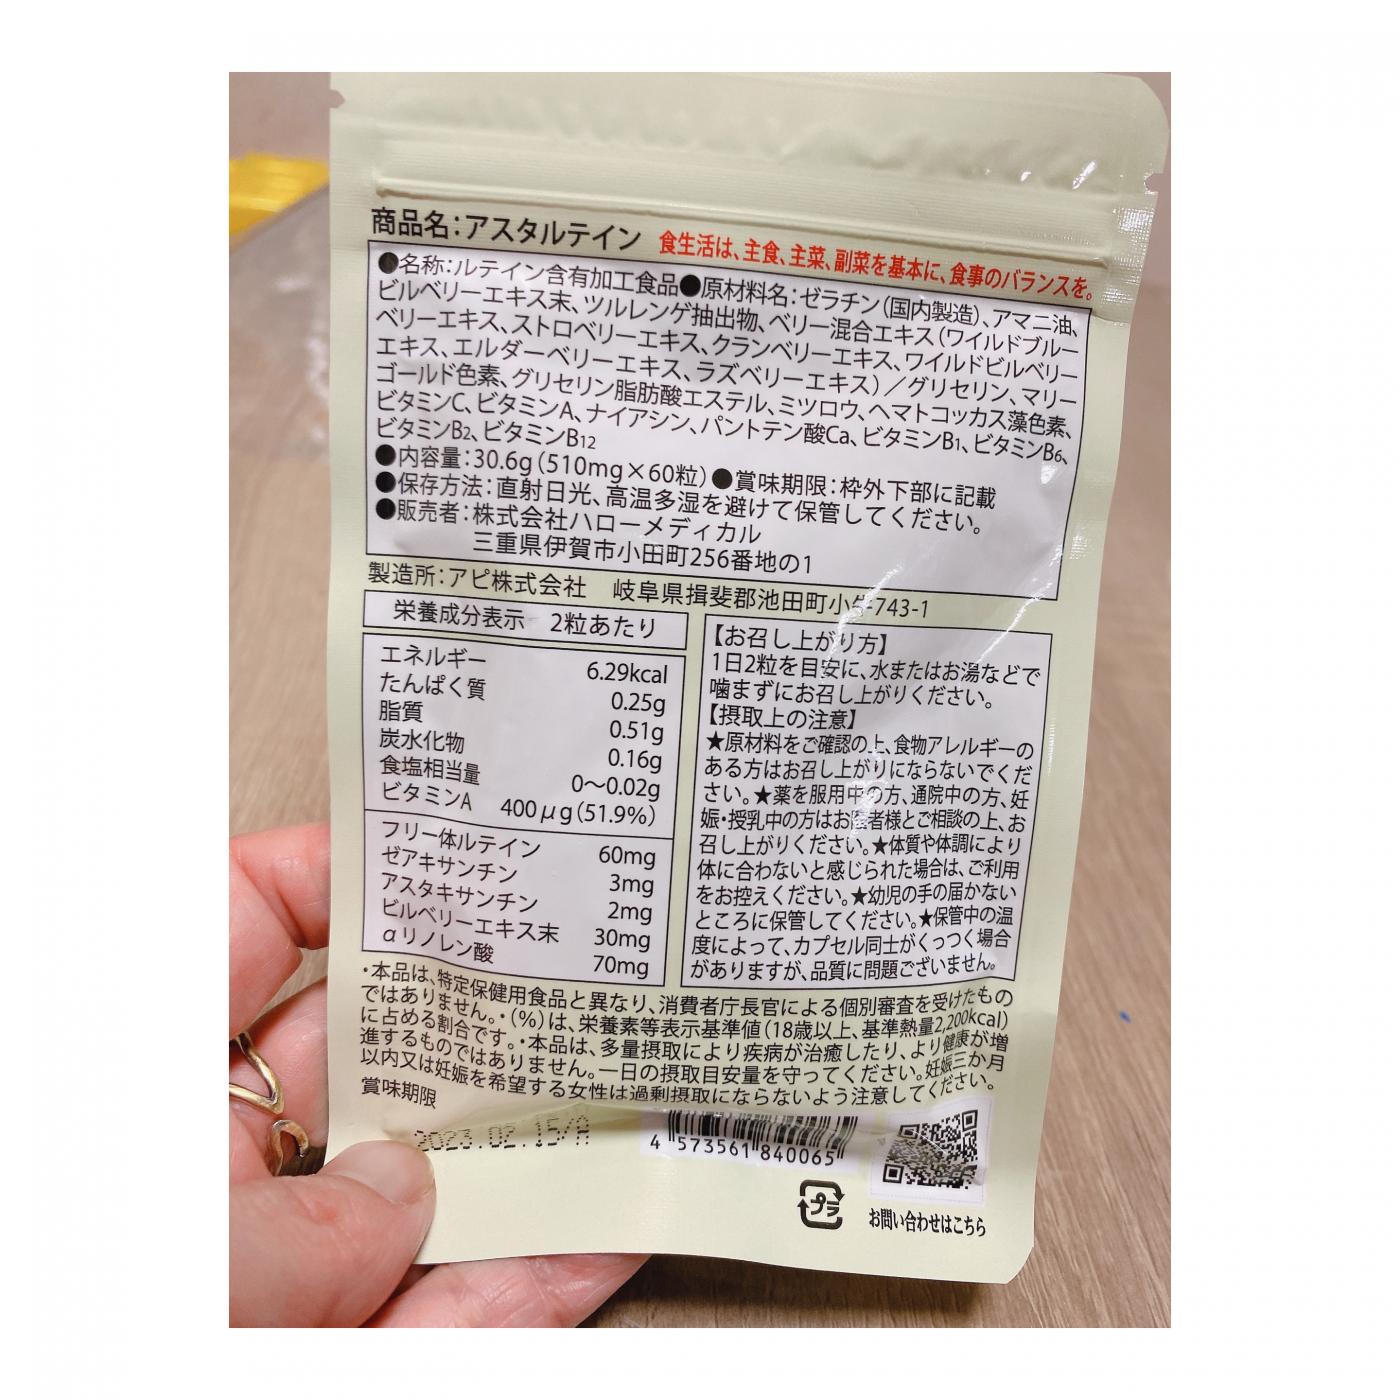 商品名：アスタルテイン
食生活は、主食、主菜、副菜を基本に、食事のバランスを。
●名称：ルテイン含有加工食品●原材料名：ゼラチン（国内製造）、アマニ油、
ビルベリーエキス末、ツルレンゲ抽出物、ベリー混合エキス（ワイルドブルー
ベリーエキス、ストロベリーエキス、クランベリーエキス、ワイルドビルベリー
エキス、エルダーベリーエキス、ラズベリーエキス）／グリセリン、マリー
ゴールド色素、グリセリン脂肪酸エステル、ミツロウ、ヘマトコッカス藻色素、
ビタミンC、ビタミンA、ナイアシン、パントテン酸Ca、ビタミンB1、ビタミンB6、
ビタミンB2、ビタミンB12
●内容量：30.6g（510mg×60粒）●賞味期限：枠外下部に記載
●保存方法：直射日光、高温多湿を避けて保管してください。
●販売者：株式会社ハローメディカル
三重県伊賀市小田町256番地の1
製造所：アピ株式会社　岐阜県揖斐郡池田町小牛743-1
栄養成分表示　2粒あたり
エネルギー 6.29kcal
たんぱく質 0.25g
脂質 0.51g
炭水化物 0.16g
食塩相当量 0～0.02g
ビタミンA 400μg（51.9%）
フリー体ルテイン 60mg
ゼアキサンチン 3mg
アスタキサンチン 2mg
ビルベリーエキス末 30mg
αリノレン酸 70mg
【お召し上がり方】
1日2粒を目安に、水またはお湯などで
噛まずにお召し上がりください。
【摂取上の注意】
★原材料をご確認の上、食物アレルギーの
ある方はお召し上がりにならないでくだ
さい。★薬を服用中の方、通院中の方、妊
娠・授乳中の方はお医者様とご相談の上、お
召し上がりください。★体質や体調により
体に合わないと感じられた場合は、ご利用
をお控えください。★幼児の手の届かない
ところに保管してください。★保管中の温
度によって、カプセル同士がくっつく場合
がありますが、品質に問題ございません。
・本品は、特定保健用食品と異なり、消費者庁長官による個別審査を受けたもの
ではありません。・（%）は、栄養素等表示基準値（18歳以上、基準熱量2,200kcal）
に占める割合です。・本品は、多量摂取により疾病が治癒したり、より健康が増
進するものではありません。一日の摂取目安量を守ってください。妊娠三か月
以内又は妊娠を希望する女性は過剰摂取にならないよう注意してください。
賞味期限
2023.02.15/A
4 573561 840065
プラ
お問い合わせはこちら